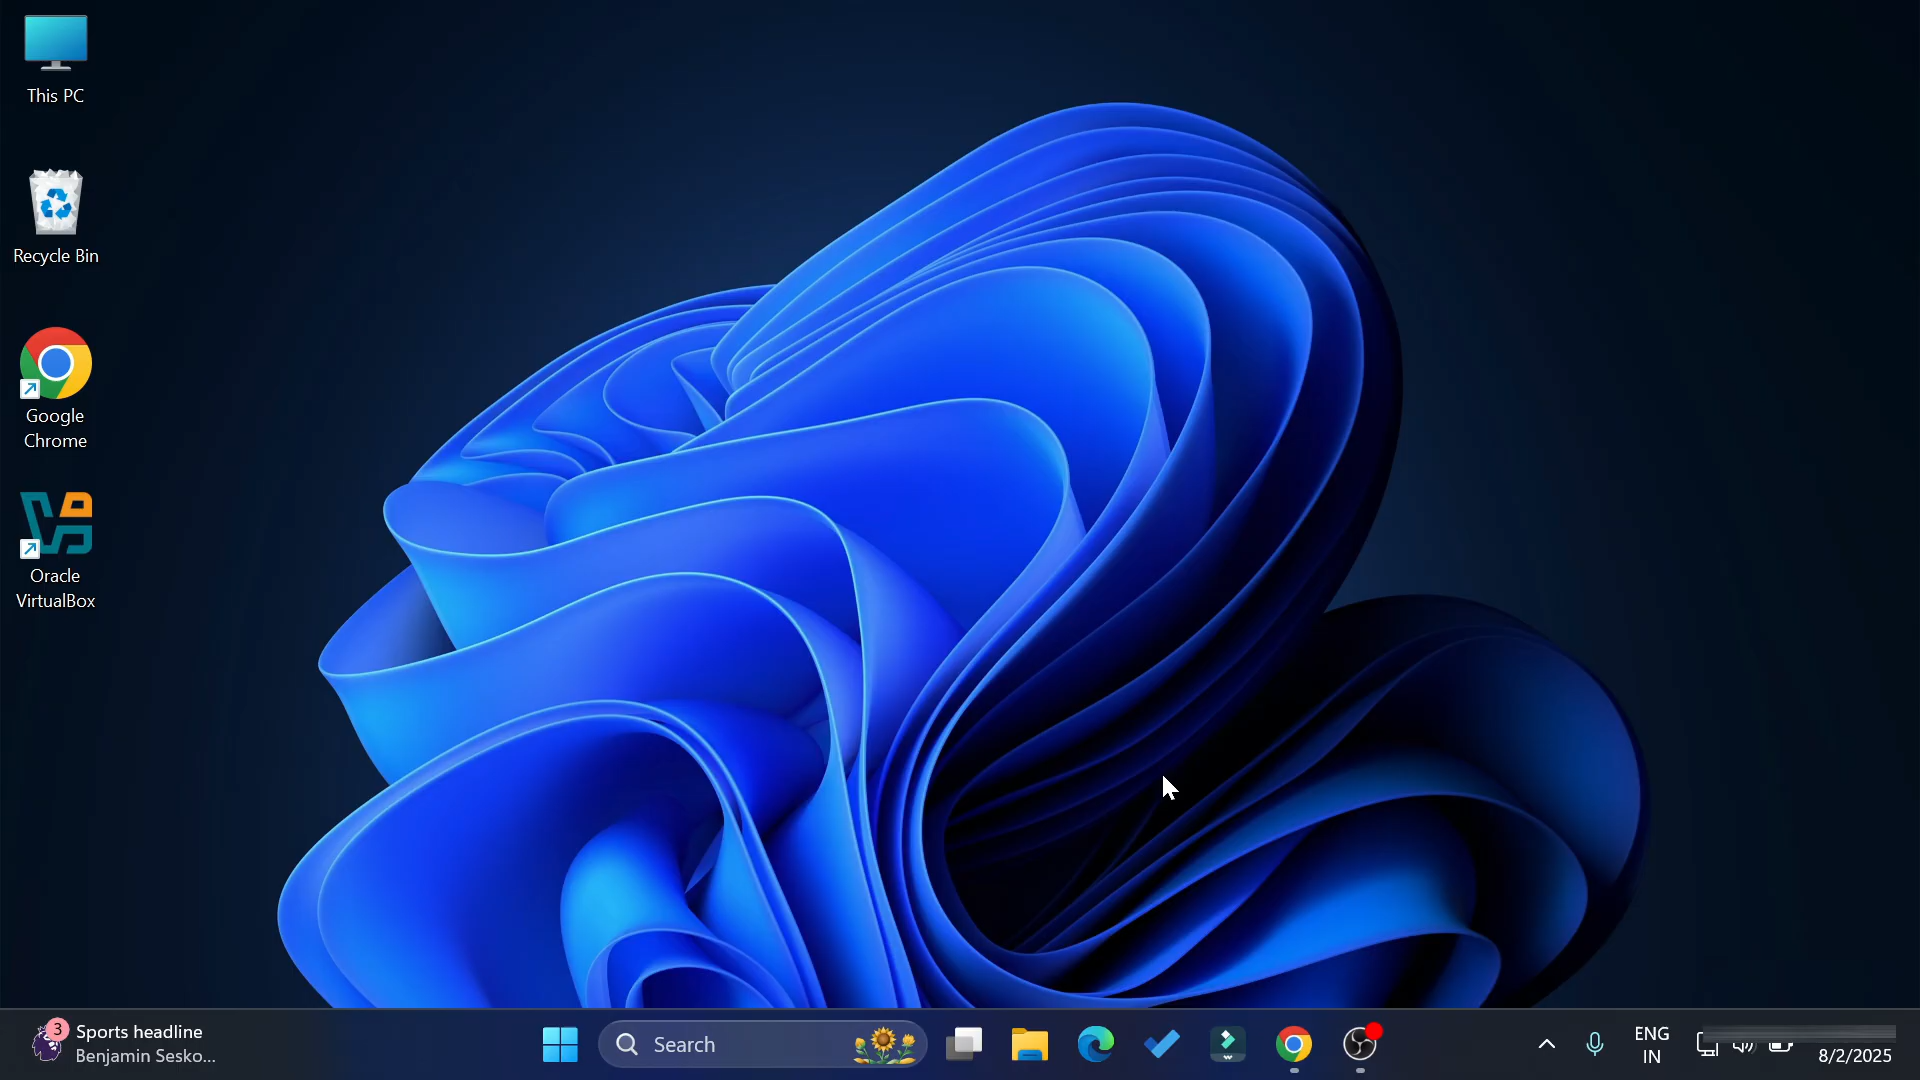 This PC
Recycle Bin
Google
Chrome
Oracle
VirtualBox
3
Sports headline
Benjamin Sesko...
Search
ENG
IN
8/2/2025